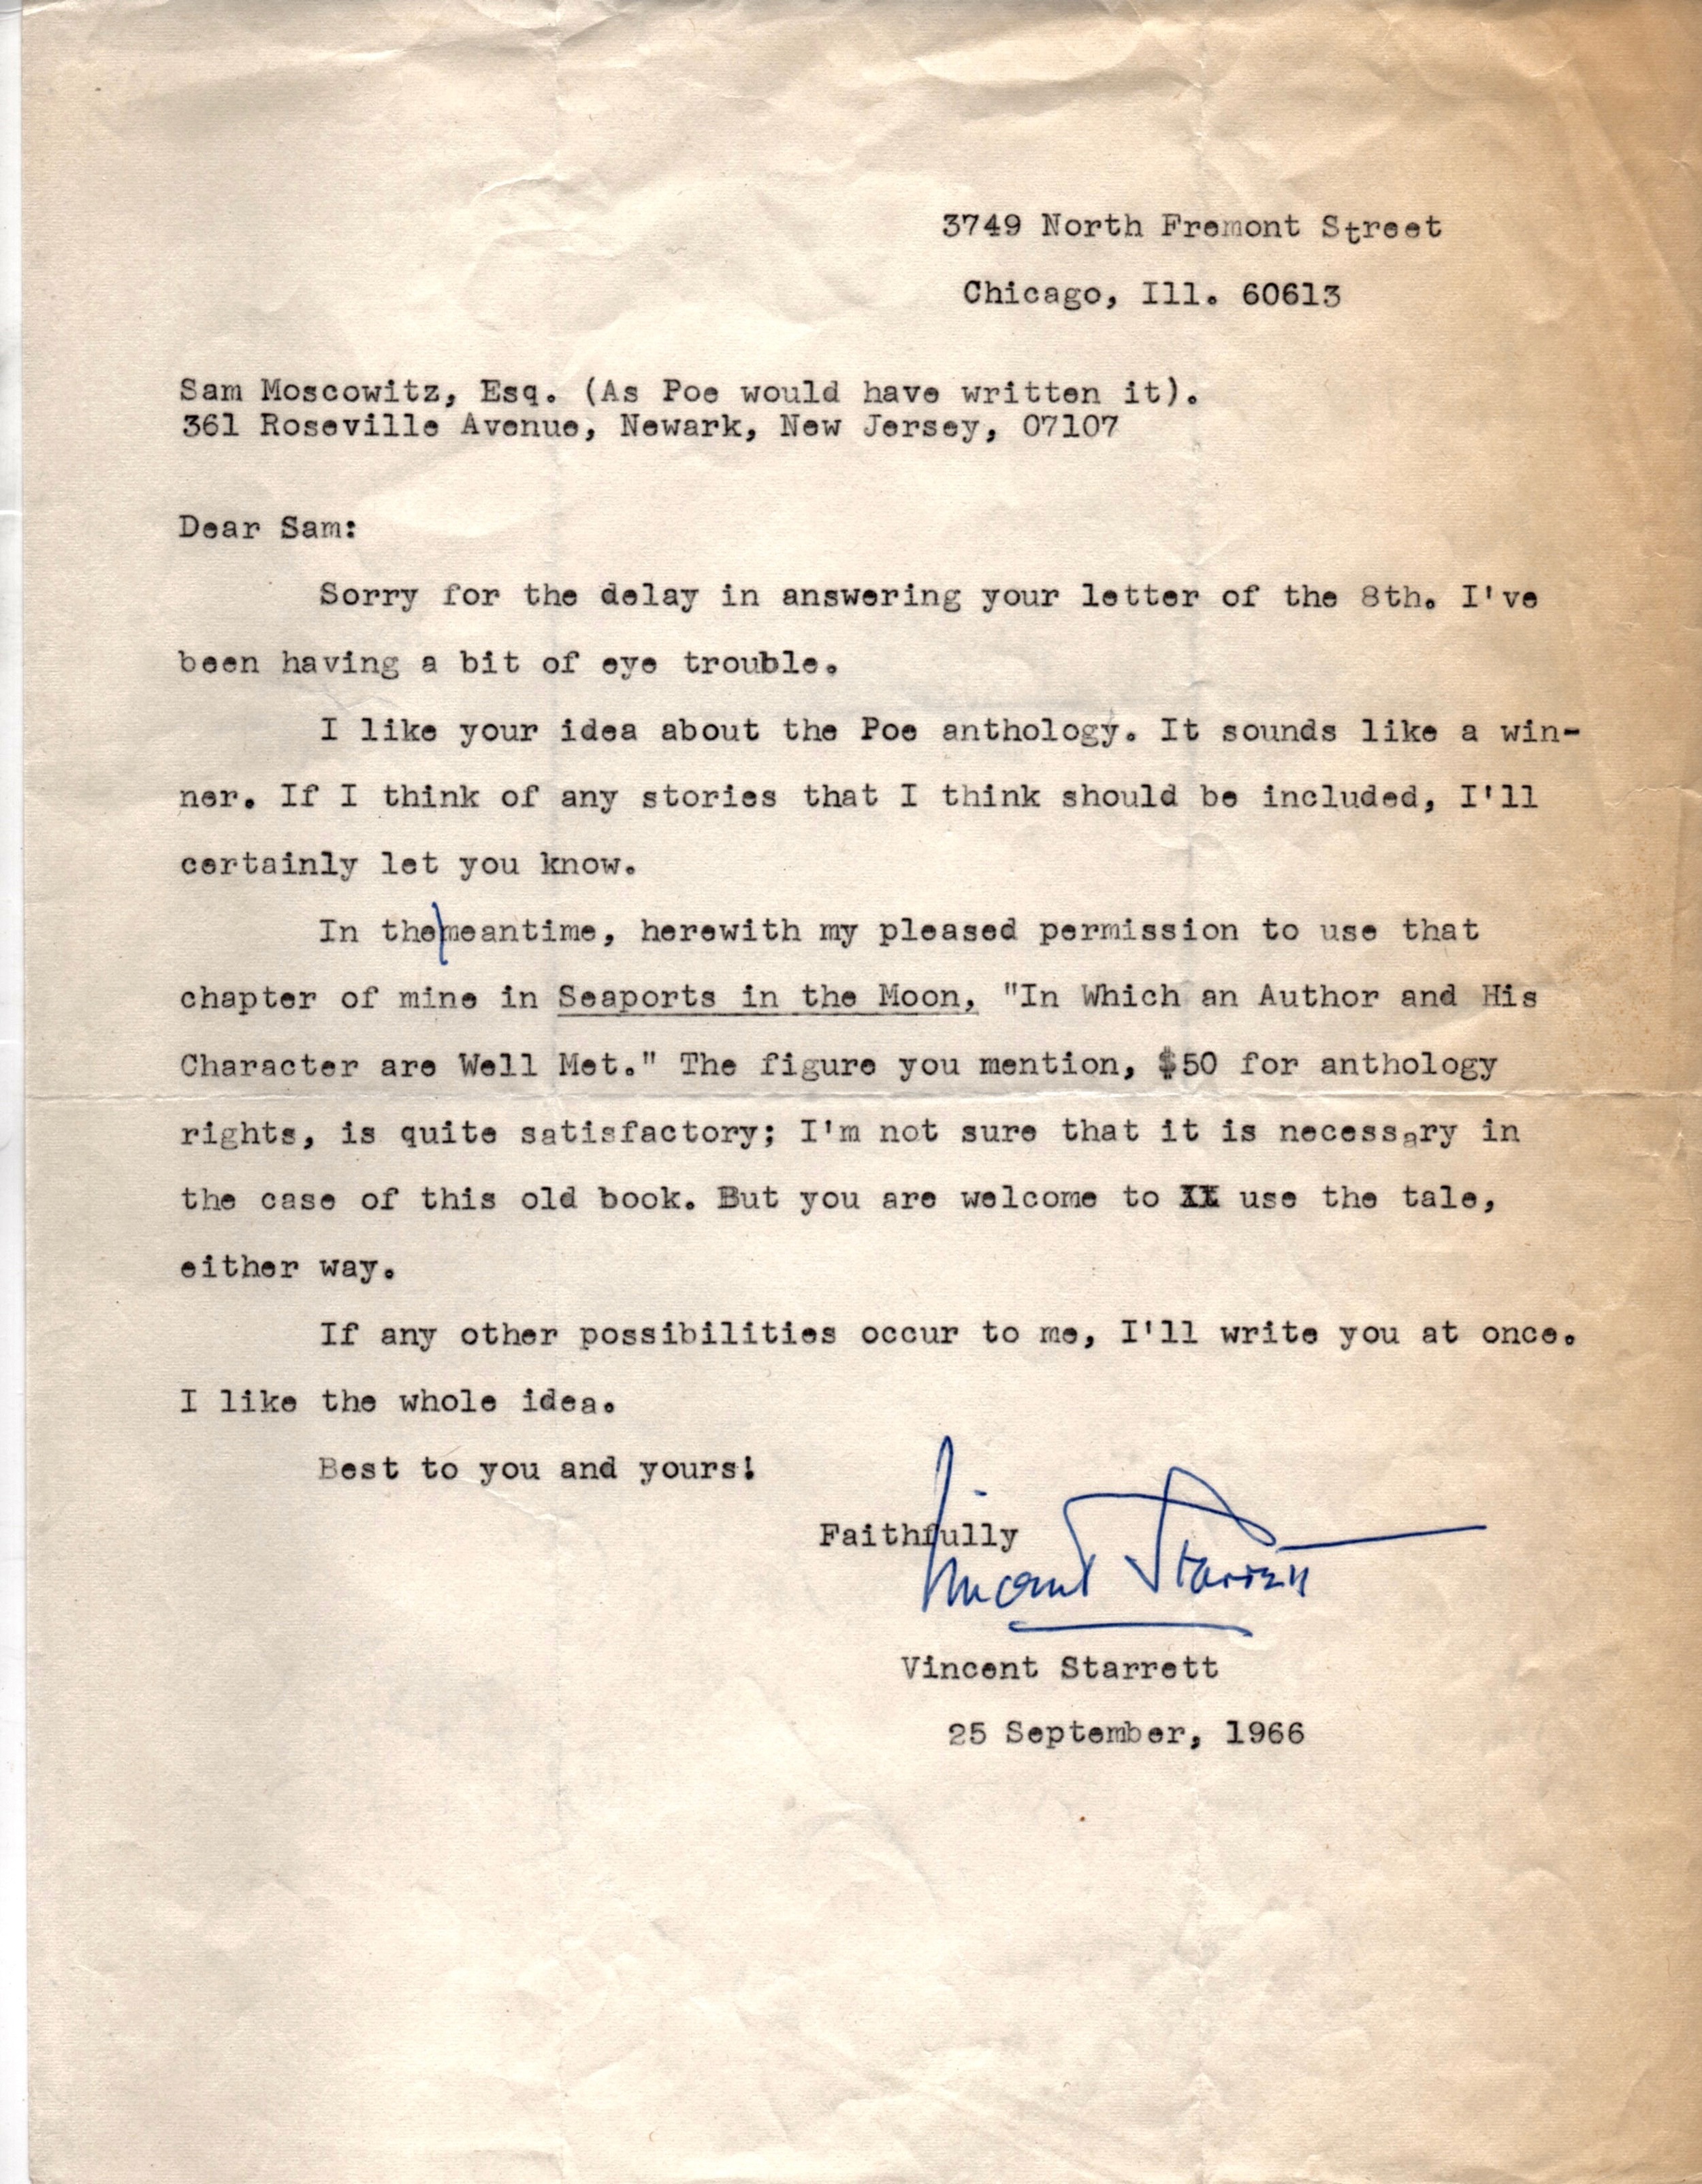 3749 North Fremont Street
Chicago, Ill. 60613
Sam Moscowitz, Esq. (As Poe would have written it).
361 Roseville Avenue, Newark, New Jersey, 07107
Dear Sam:
Sorry for the delay in answering your letter of the 8th. I've
been having a bit of eye trouble.
I like your idea about the Poe anthology. It sounds like a win-
ner. If I think of any stories that I think should be included, I'll
certainly let you know.
In the|meantime, herewith my pleased permission to use that
chapter of mine in Seaports in the Moon, "In Which an Author and His
Character are Well Met." The figure you mention, $50 for anthology
rights, is quite satisfactory; I'm not sure that it is necessary in
the case of this old book. But you are welcome to use the tale,
either way.
If any other possibilities occur to me, I'll write you at once.
I like the whole idea.
Best to you and yours!
Faithfully
Vincent Starrett
Vincent Starrett
25 September, 1966